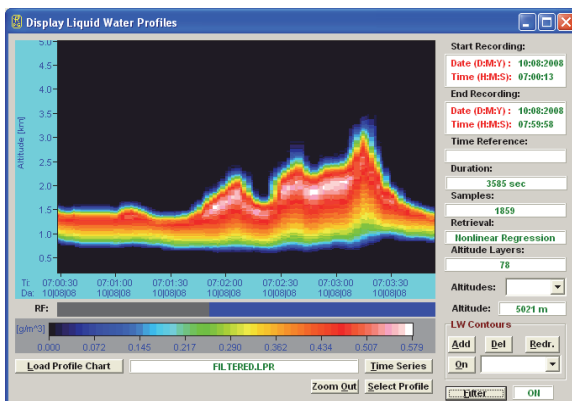 Display Liquid Water Profiles
Start Recording:
Date (D:M:Y) : 10:08:2008
Time (H:M:S): 07:00:13
End Recording:
Date (D:M:Y) : 10:08:2008
Time (H:M:S): 07:59:58
Time Reference:
Duration:
3585 sec
Samples:
1859
Retrieval:
Nonlinear Regression
Altitude Layers:
78
Altitudes:
Altitude: 5021 m
LW Contours
Add Del Redr.
On
Filter ON
Altitude [km]
5.0
4.5
4.0
3.5
3.0
2.5
2.0
1.5
1.0
0.5
Ti: 07:00:30 07:01:00 07:01:30 07:02:00 07:02:30 07:03:00 07:03:30
Da: 10|08|08 10|08|08 10|08|08 10|08|08 10|08|08 10|08|08 10|08|08
RF:
[g/m^3]
0.000 0.072 0.145 0.217 0.290 0.362 0.434 0.507 0.579
Load Profile Chart FILTERED.LPR Time Series
Zoom Out Select Profile